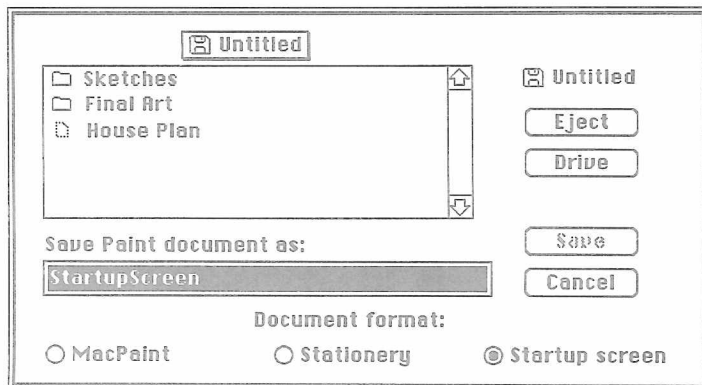 Untitled
Sketches
Final Art
House Plan
Untitled
Eject
Drive
Save Paint document as:
StartupScreen
Save
Cancel
Document format:
MacPaint
Stationery
Startup screen